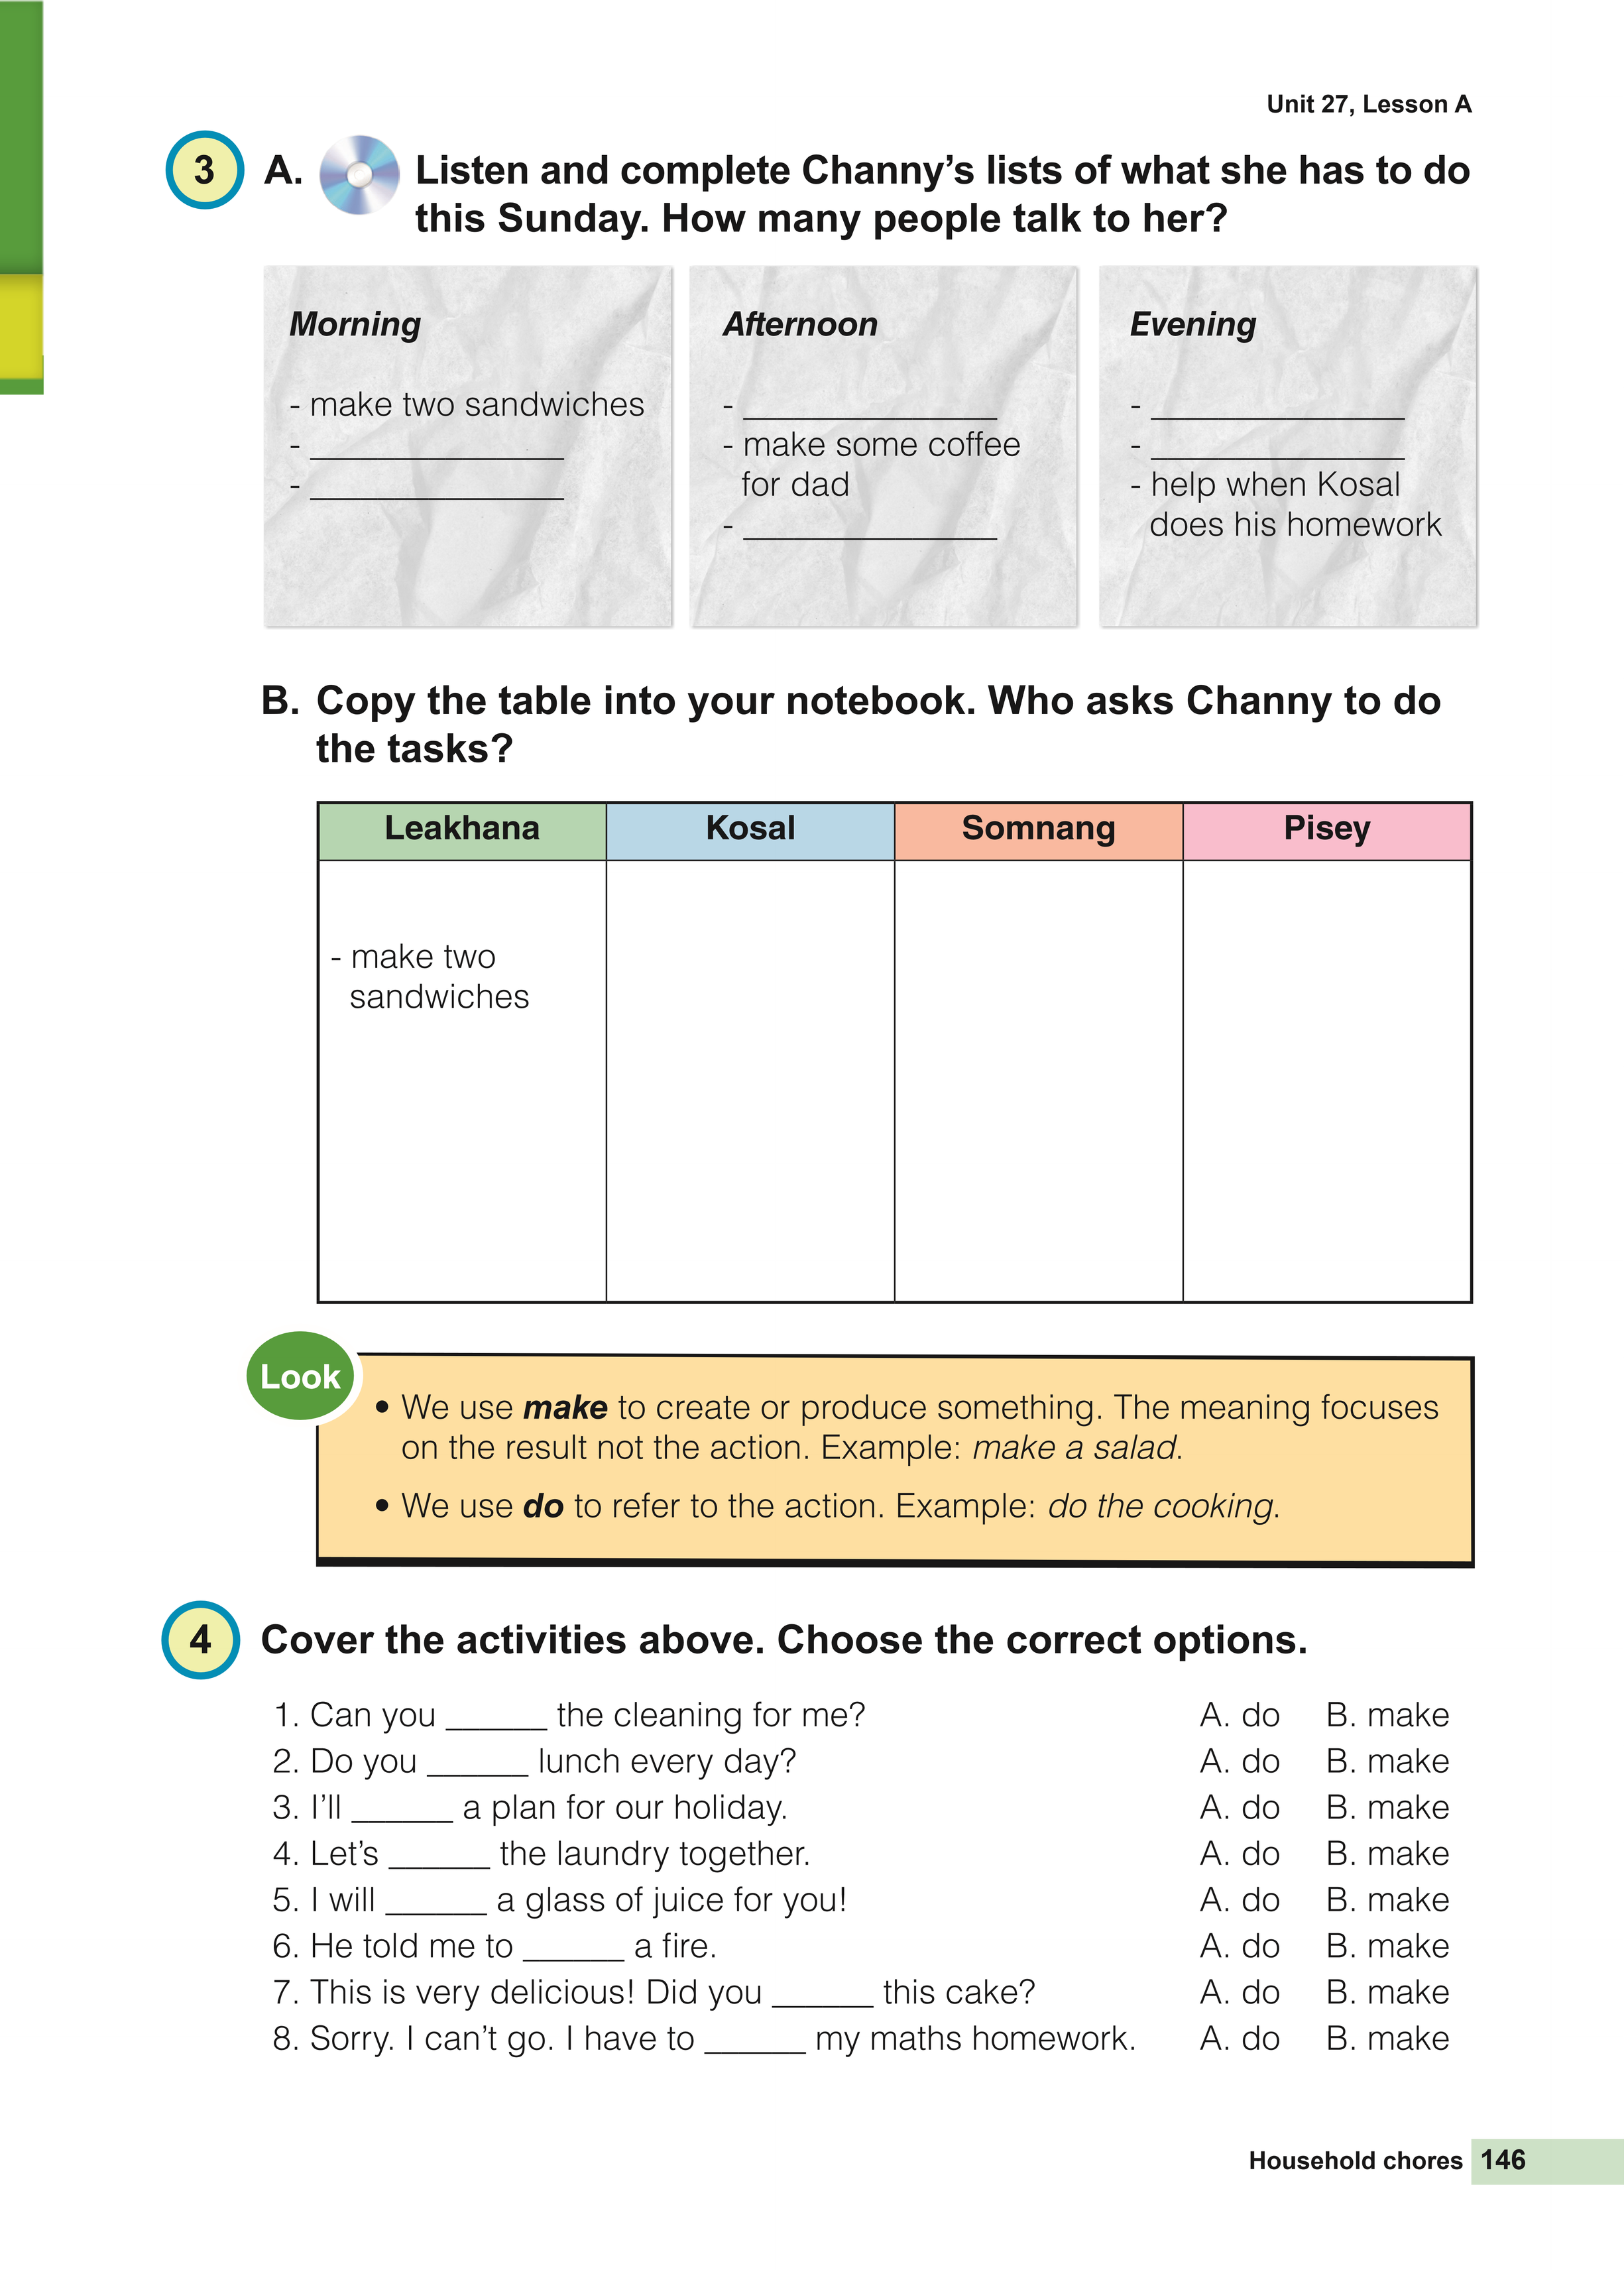 Unit 27, Lesson A
3 A. Listen and complete Channy’s lists of what she has to do
this Sunday. How many people talk to her?
Morning
- make two sandwiches
- _______________
- _______________
Afternoon
- _______________
- make some coffee
for dad
- _______________
Evening
- _______________
- _______________
- help when Kosal
does his homework
B. Copy the table into your notebook. Who asks Channy to do
the tasks?
Leakhana Kosal Somnang Pisey
- make two
sandwiches
Look
• We use make to create or produce something. The meaning focuses
on the result not the action. Example: make a salad.
• We use do to refer to the action. Example: do the cooking.
4 Cover the activities above. Choose the correct options.
1. Can you ______ the cleaning for me? A. do B. make
2. Do you ______ lunch every day? A. do B. make
3. I’ll ______ a plan for our holiday. A. do B. make
4. Let’s ______ the laundry together. A. do B. make
5. I will ______ a glass of juice for you! A. do B. make
6. He told me to ______ a fire. A. do B. make
7. This is very delicious! Did you ______ this cake? A. do B. make
8. Sorry. I can’t go. I have to ______ my maths homework. A. do B. make
Household chores 146